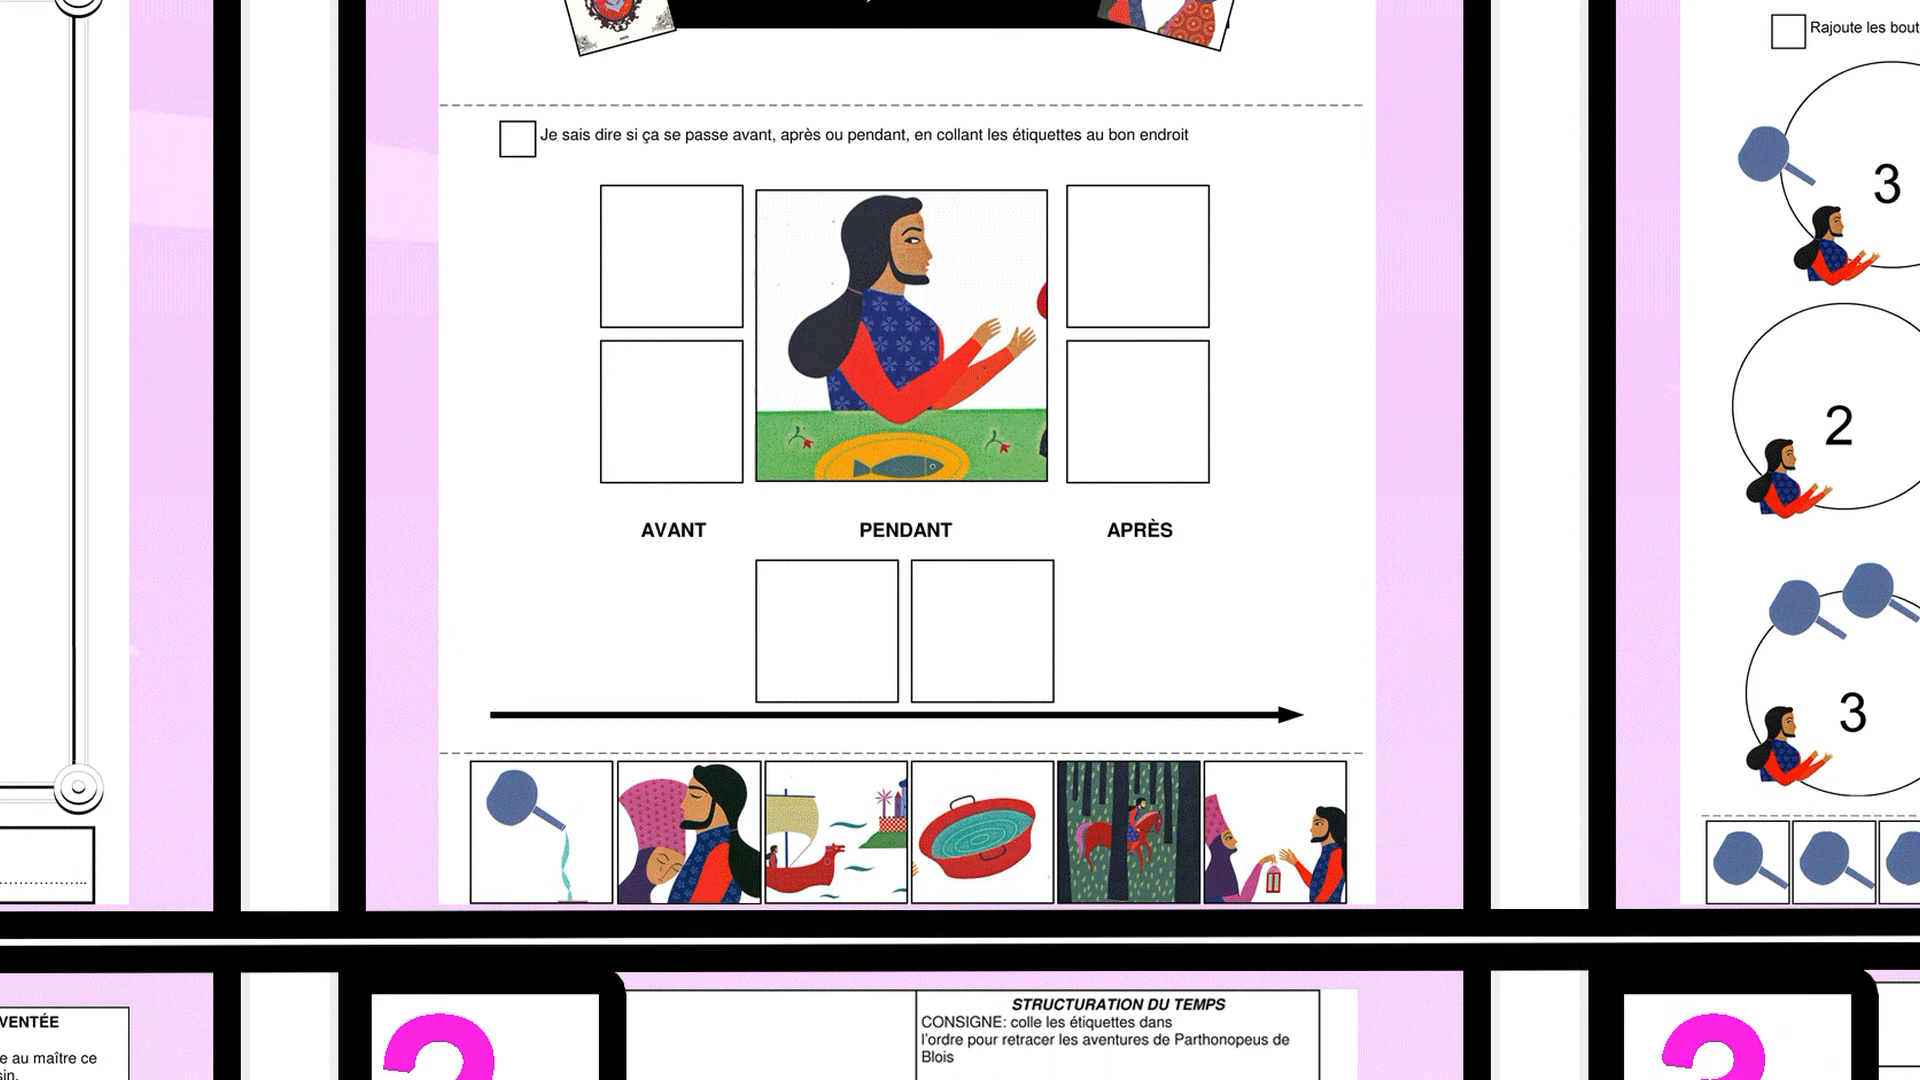 Rajoute les bout
Je sais dire si ça se passe avant, après ou pendant, en collant les étiquettes au bon endroit
3
2
AVANT
PENDANT
APRÈS
3
VENTÉE
e au maître ce
sin.
2
STRUCTURATION DU TEMPS
CONSIGNE: colle les étiquettes dans
l'ordre pour retracer les aventures de Parthonopeus de
Blois